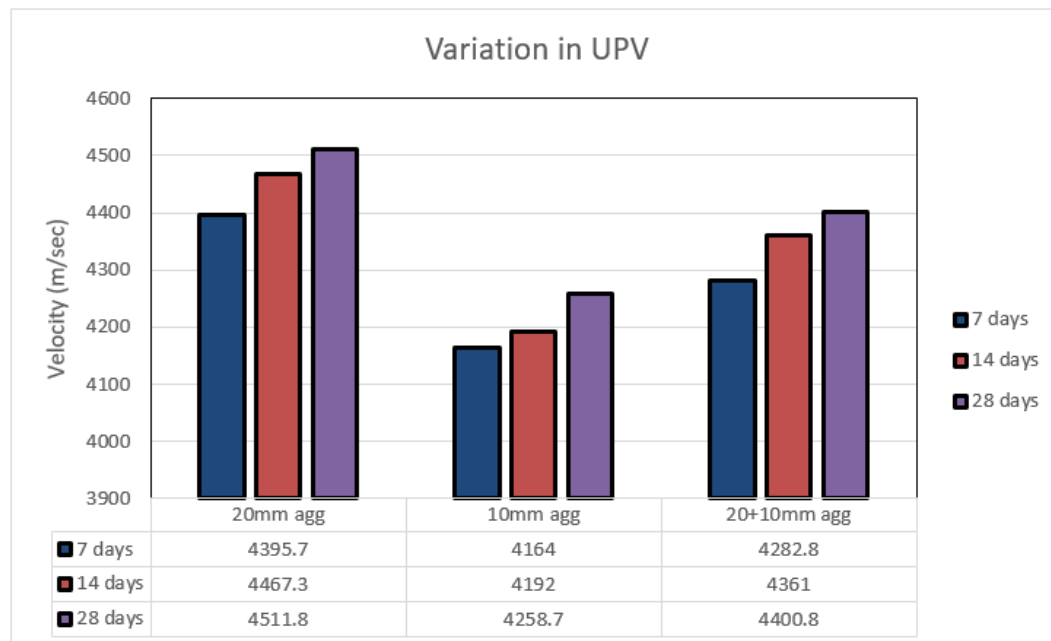 Variation in UPV
4600
4500
4400
4300
4200
4100
4000
3900
Velocity (m/sec)
7 days
14 days
28 days
20mm agg 10mm agg 20+10mm agg
7 days 4395.7 4164 4282.8
14 days 4467.3 4192 4361
28 days 4511.8 4258.7 4400.8